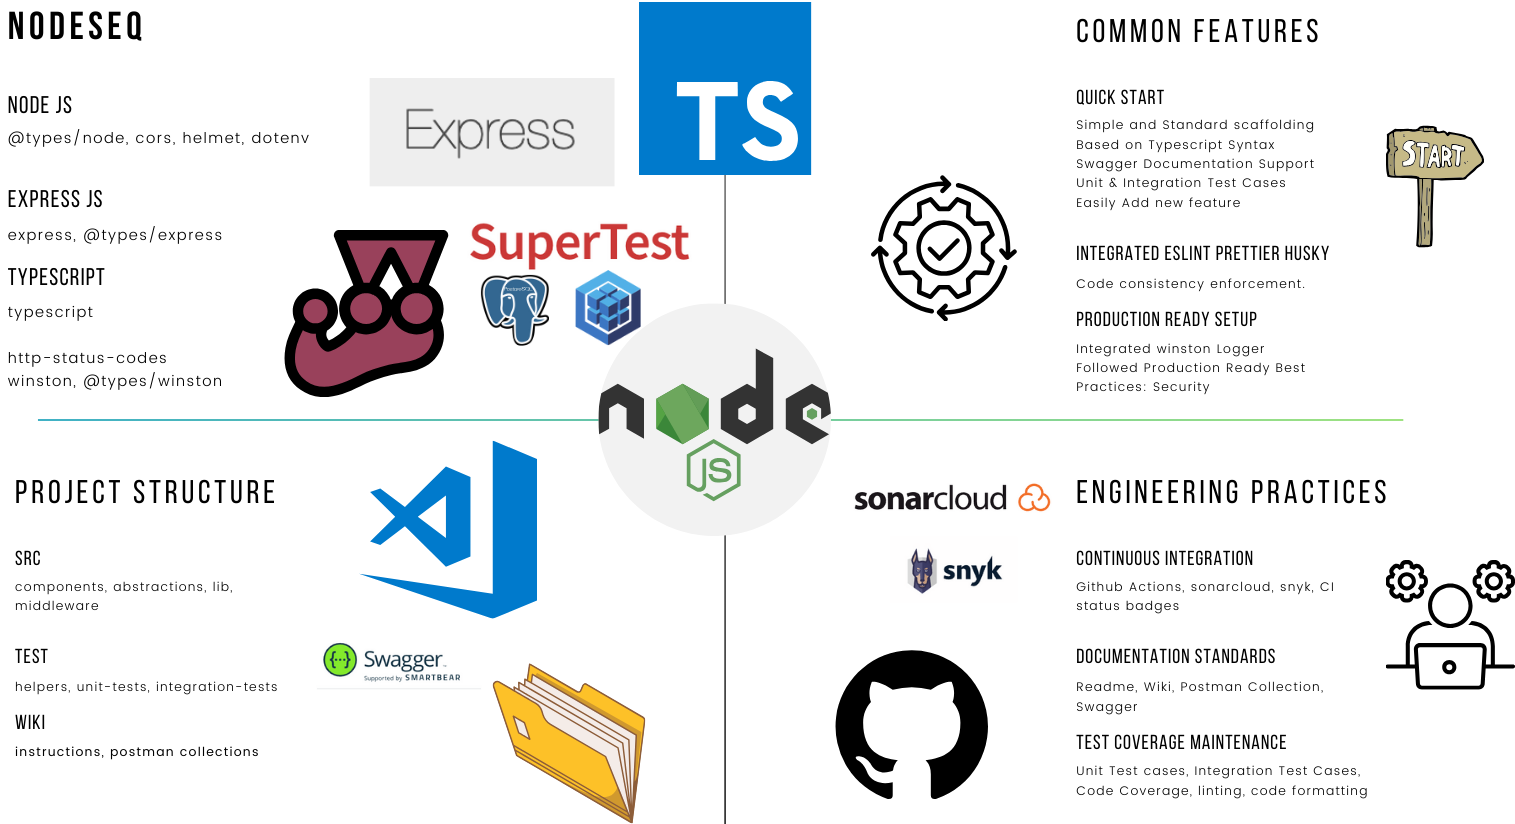 NODESEQ
NODE JS
@types/node, cors, helmet, dotenv
EXPRESS JS
express, @types/express
TYPESCRIPT
typescript
http-status-codes
winston, @types/winston
Express
TS
SuperTest
PostgreSQL
node
JS
COMMON FEATURES
QUICK START
Simple and Standard scaffolding
Based on Typescript Syntax
Swagger Documentation Support
Unit & Integration Test Cases
Easily Add new feature
START
INTEGRATED ESLINT PRETTIER HUSKY
Code consistency enforcement.
PRODUCTION READY SETUP
Integrated winston Logger
Followed Production Ready Best
Practices: Security
PROJECT STRUCTURE
SRC
components, abstractions, lib,
middleware
TEST
helpers, unit-tests, integration-tests
WIKI
instructions, postman collections
{···}
Swagger
Supported by SMARTBEAR
sonarcloud
snyk
ENGINEERING PRACTICES
CONTINUOUS INTEGRATION
Github Actions, sonarcloud, snyk, CI
status badges
DOCUMENTATION STANDARDS
Readme, Wiki, Postman Collection,
Swagger
TEST COVERAGE MAINTENANCE
Unit Test cases, Integration Test Cases,
Code Coverage, linting, code formatting